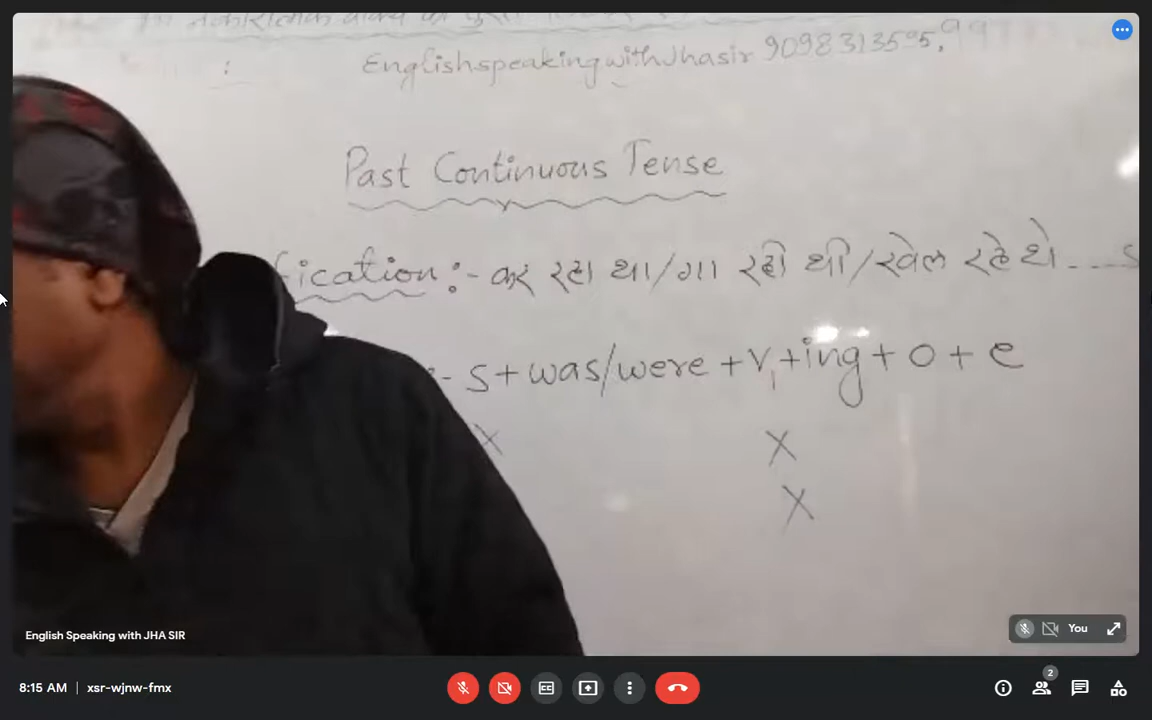 Englishspeaking with Jhasir
Past Continuous Tense
fication :- कर रहा था/गा रही थी/खेल रहे थे....
- S + was/were + V1 + ing + O + E
X X
X
English Speaking with JHA SIR
You
8:15 AM | xsr-wjnw-fmx
CC
2